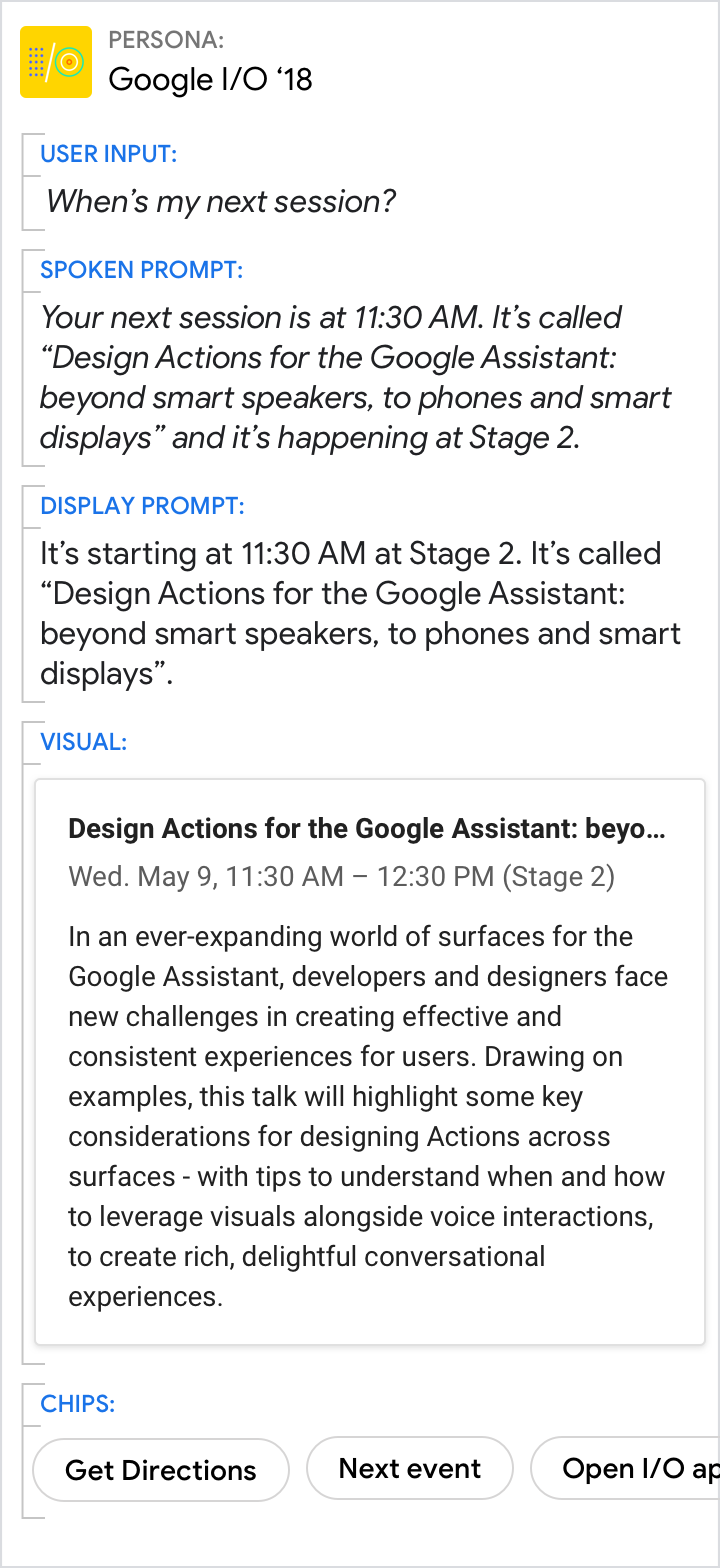 PERSONA:
Google I/O ‘18
USER INPUT:
When’s my next session?
SPOKEN PROMPT:
Your next session is at 11:30 AM. It’s called
“Design Actions for the Google Assistant:
beyond smart speakers, to phones and smart
displays” and it’s happening at Stage 2.
DISPLAY PROMPT:
It’s starting at 11:30 AM at Stage 2. It’s called
“Design Actions for the Google Assistant:
beyond smart speakers, to phones and smart
displays”.
VISUAL:
Design Actions for the Google Assistant: beyo...
Wed. May 9, 11:30 AM – 12:30 PM (Stage 2)
In an ever-expanding world of surfaces for the
Google Assistant, developers and designers face
new challenges in creating effective and
consistent experiences for users. Drawing on
examples, this talk will highlight some key
considerations for designing Actions across
surfaces - with tips to understand when and how
to leverage visuals alongside voice interactions,
to create rich, delightful conversational
experiences.
CHIPS:
Get Directions
Next event
Open I/O ap